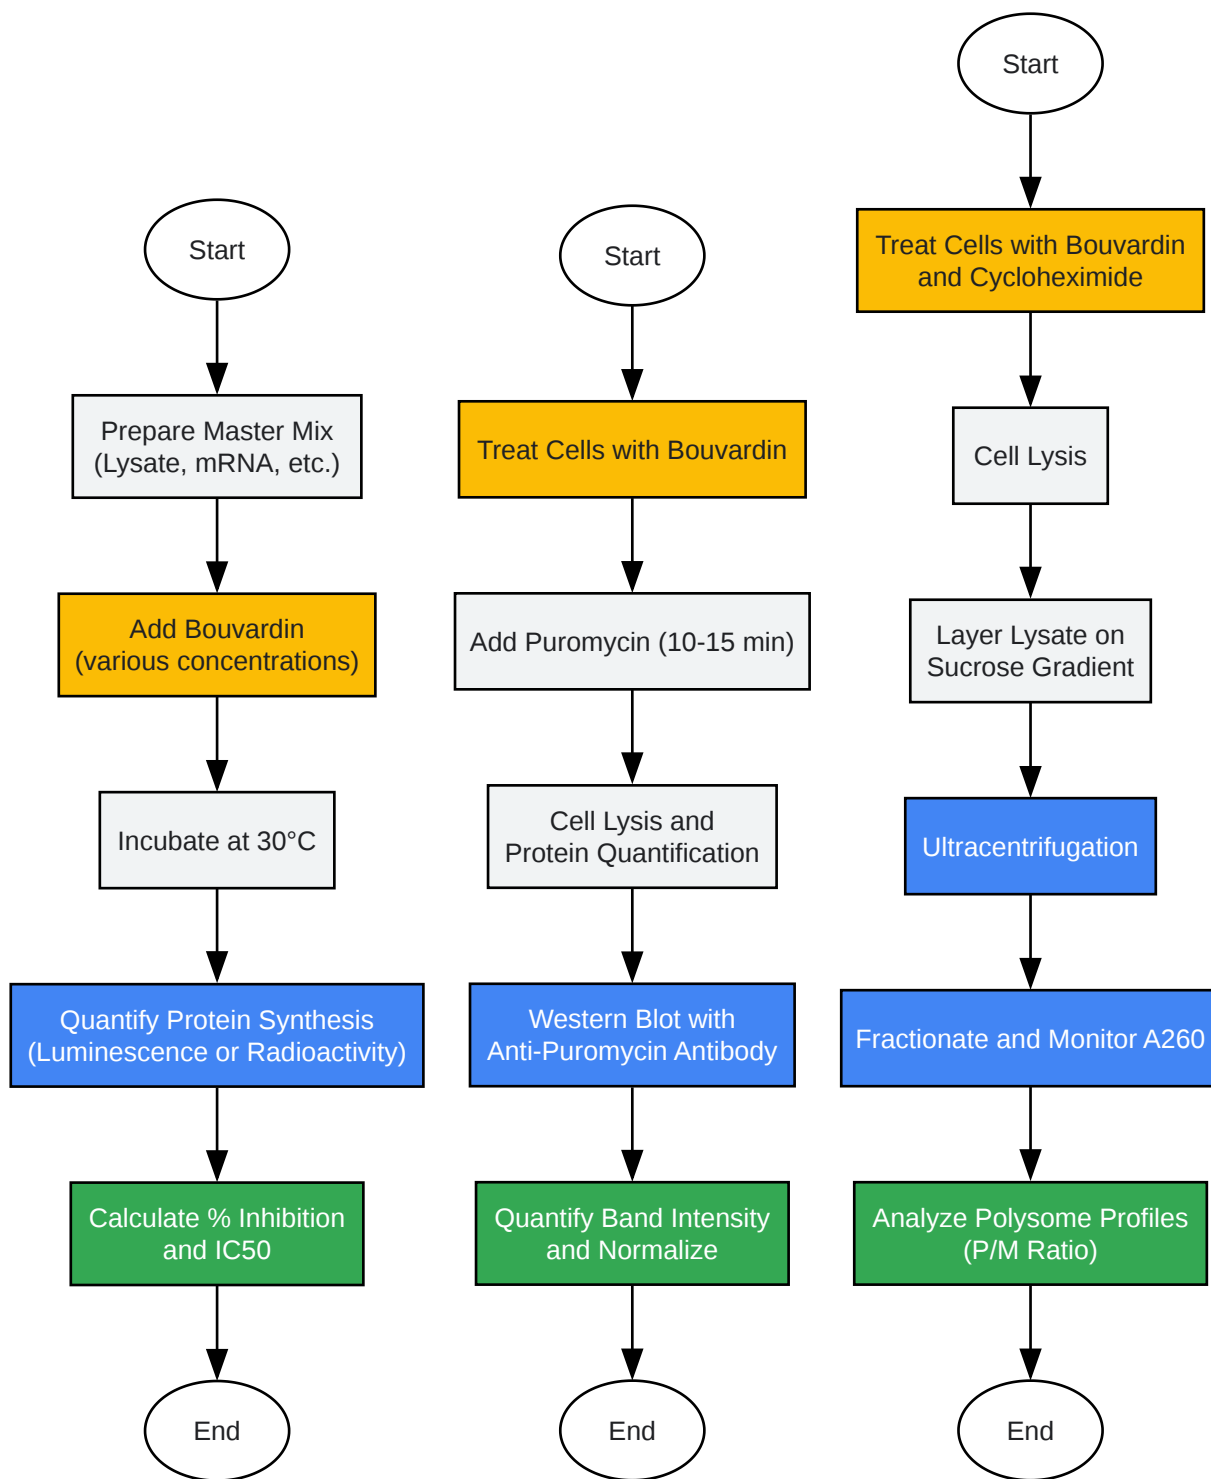 Start
Prepare Master Mix
(Lysate, mRNA, etc.)
Add Bouvardin
(various concentrations)
Incubate at 30°C
Quantify Protein Synthesis
(Luminescence or Radioactivity)
Calculate % Inhibition
and IC50
End
Start
Treat Cells with Bouvardin
Add Puromycin (10-15 min)
Cell Lysis and
Protein Quantification
Western Blot with
Anti-Puromycin Antibody
Quantify Band Intensity
and Normalize
End
Start
Treat Cells with Bouvardin
and Cycloheximide
Cell Lysis
Layer Lysate on
Sucrose Gradient
Ultracentrifugation
Fractionate and Monitor A260
Analyze Polysome Profiles
(P/M Ratio)
End